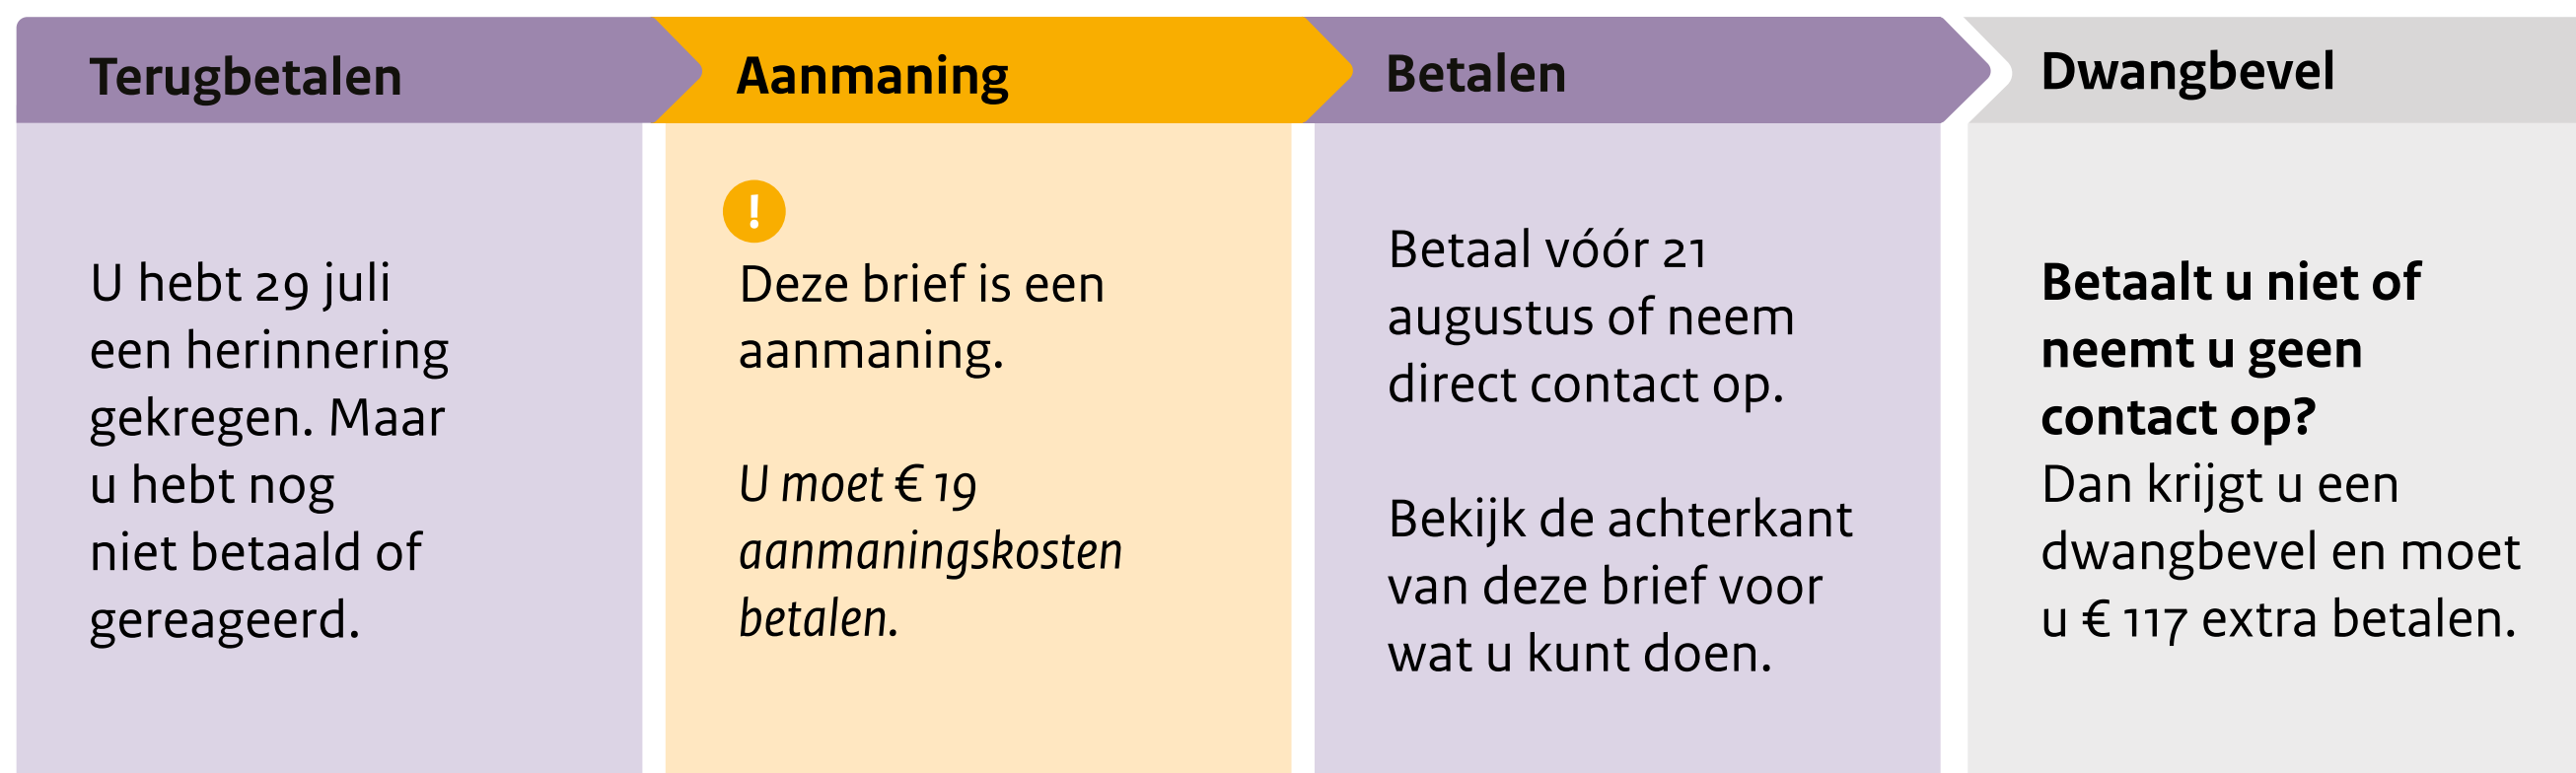 Terugbetalen
U hebt 29 juli
een herinnering
gekregen. Maar
u hebt nog
niet betaald of
gereageerd.
Aanmaning
!
Deze brief is een
aanmaning.
U moet € 19
aanmaningskosten
betalen.
Betalen
Betaal vóór 21
augustus of neem
direct contact op.
Bekijk de achterkant
van deze brief voor
wat u kunt doen.
Dwangbevel
Betaalt u niet of
neemt u geen
contact op?
Dan krijgt u een
dwangbevel en moet
u € 117 extra betalen.